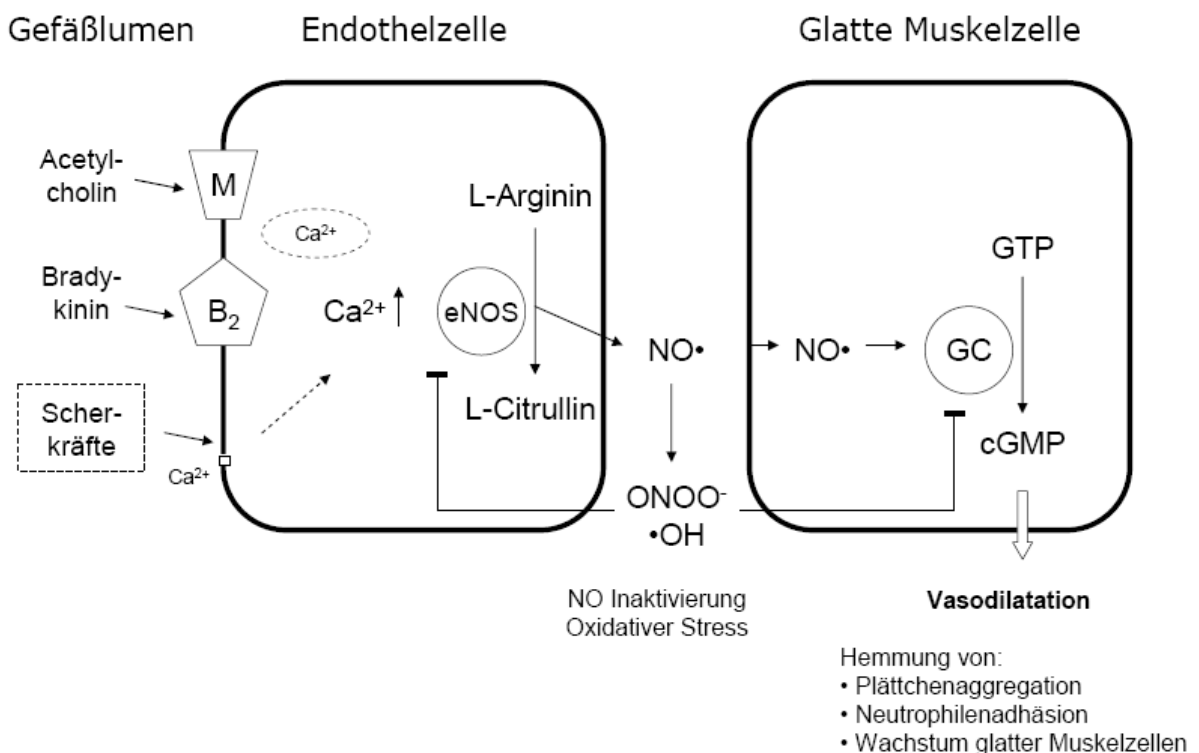 Gefäßlumen
Endothelzelle
Glatte Muskelzelle
Acetyl-
cholin
M
Ca²⁺
Brady-
kinin
B₂
Ca²⁺
Scher-
kräfte
Ca²⁺
L-Arginin
eNOS
L-Citrullin
NO•
ONOO⁻
•OH
NO Inaktivierung
Oxidativer Stress
NO•
GC
GTP
cGMP
Vasodilatation
Hemmung von:
• Plättchenaggregation
• Neutrophilenadhäsion
• Wachstum glatter Muskelzellen